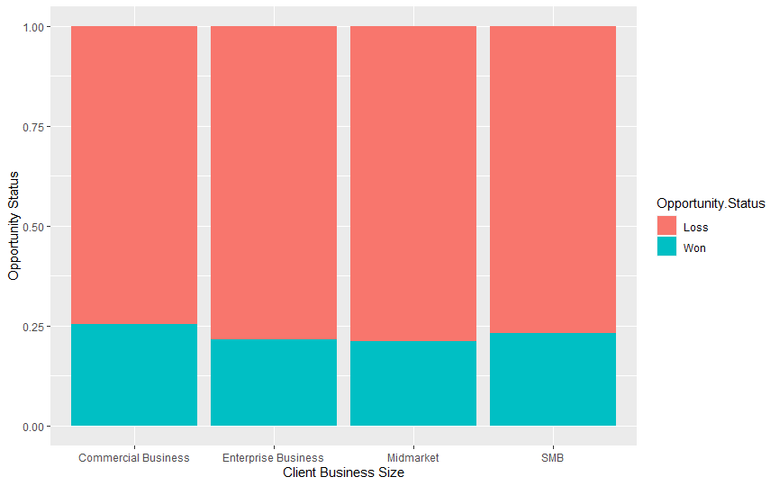 Opportunity Status
1.00
0.75
0.50
0.25
0.00
Commercial Business
Enterprise Business
Midmarket
SMB
Client Business Size
Opportunity.Status
Loss
Won